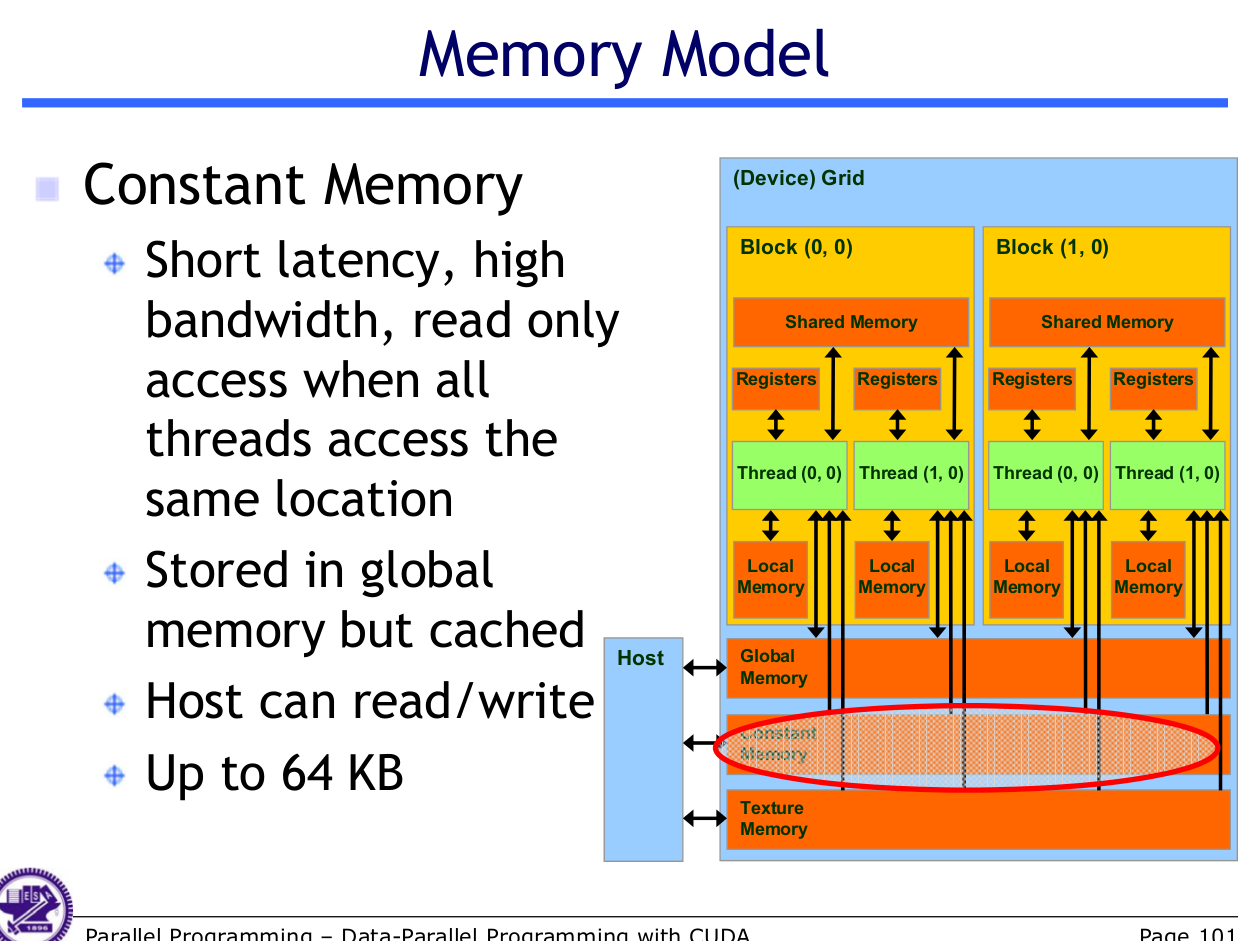 Memory Model
Constant Memory
Short latency, high
bandwidth, read only
access when all
threads access the
same location
Stored in global
memory but cached
Host can read/write
Up to 64 KB
(Device) Grid
Block (0, 0)
Shared Memory
Registers
Registers
Thread (0, 0)
Thread (1, 0)
Local
Memory
Local
Memory
Block (1, 0)
Shared Memory
Registers
Registers
Thread (0, 0)
Thread (1, 0)
Local
Memory
Local
Memory
Host
Global
Memory
Constant
Memory
Texture
Memory
ES
1896
Parallel Programming – Data-Parallel Programming with CUDA
Page 101